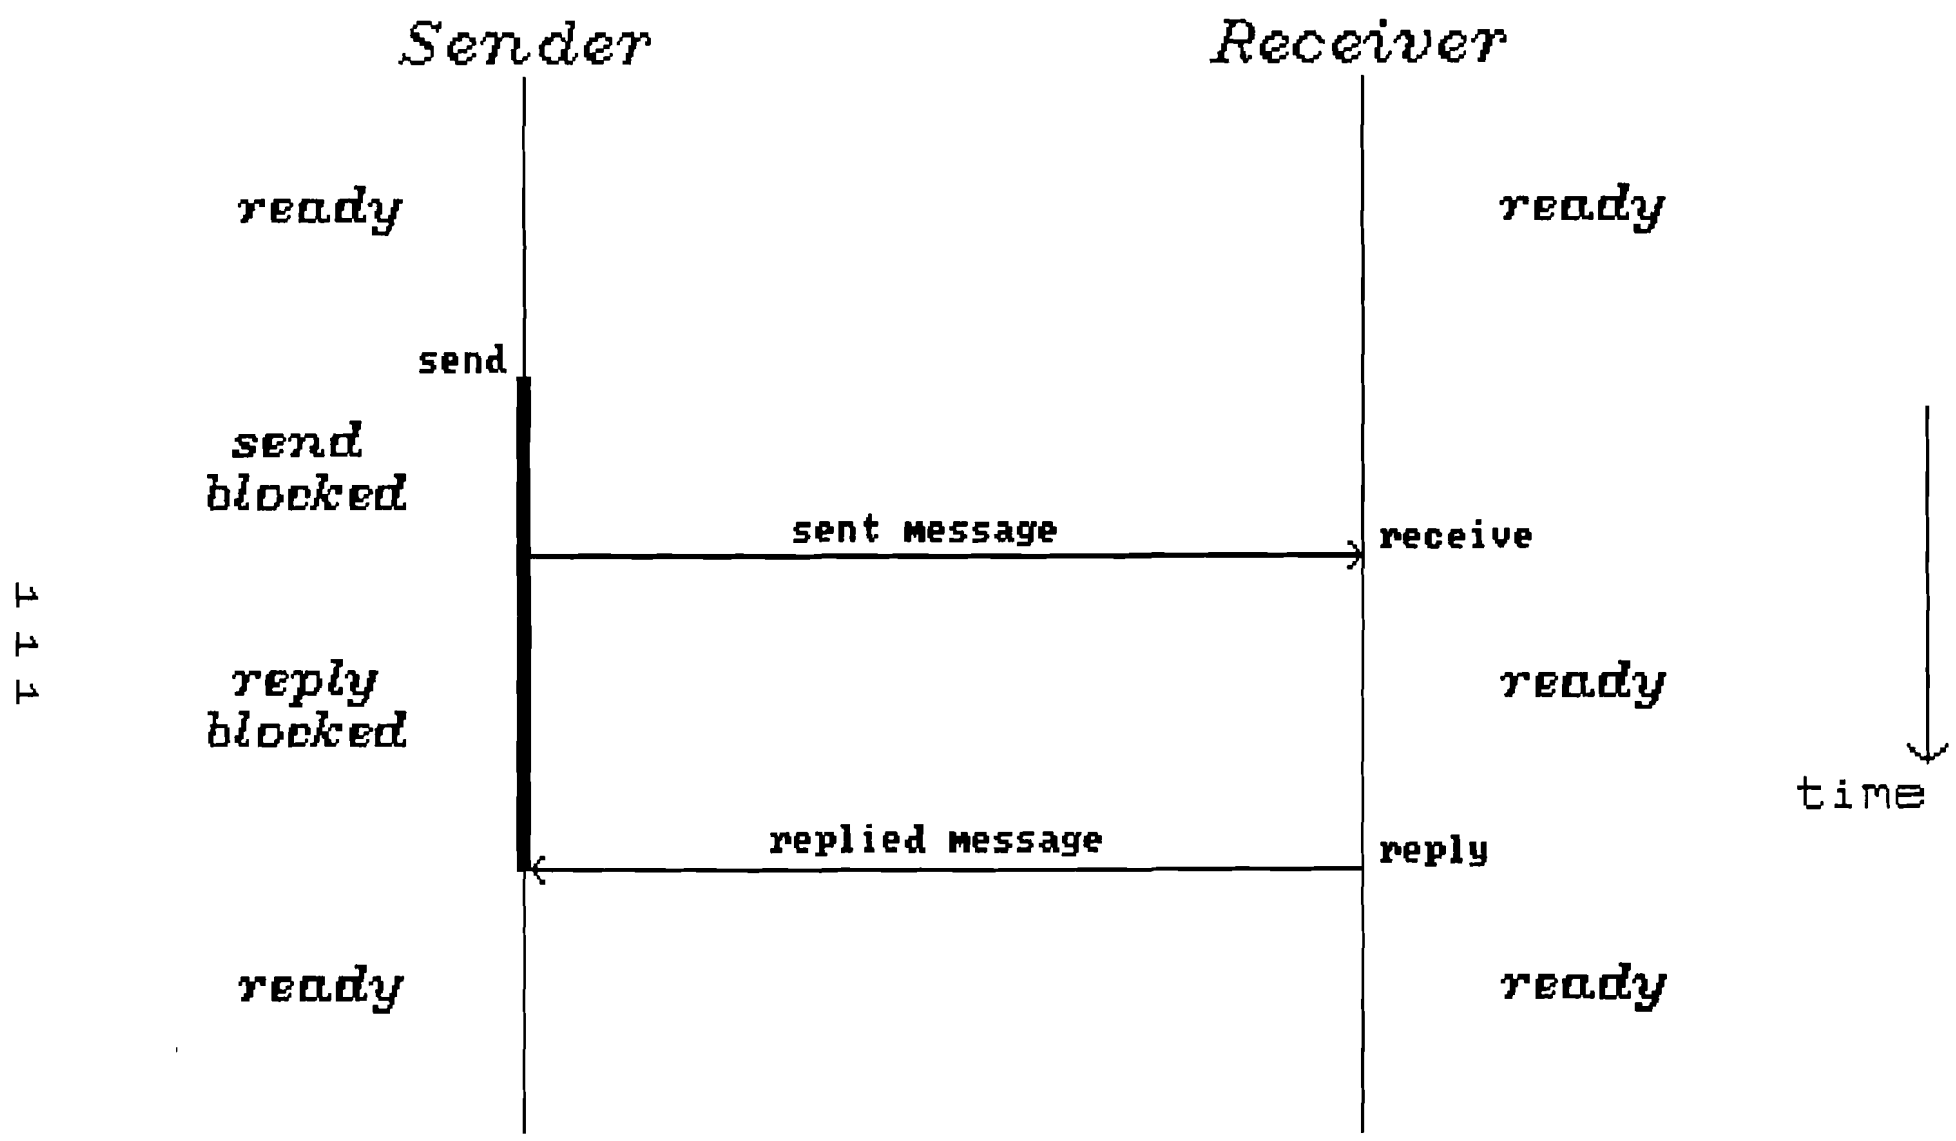 Sender
Receiver
ready
ready
send
send
blocked
sent message
receive
reply
blocked
ready
time
replied message
reply
ready
ready